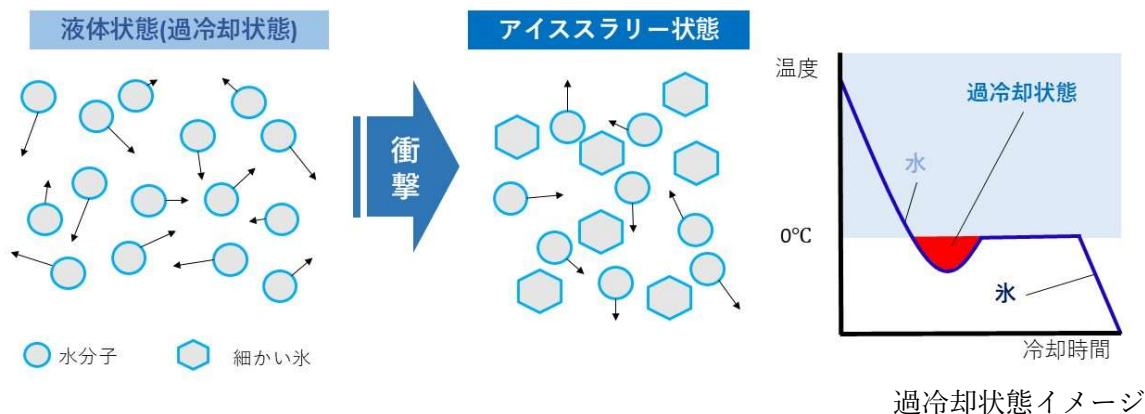 液体状態(過冷却状態)
衝撃
アイススラリー状態
水分子
細かい氷
温度
過冷却状態
水
0℃
氷
冷却時間
過冷却状態イメージ